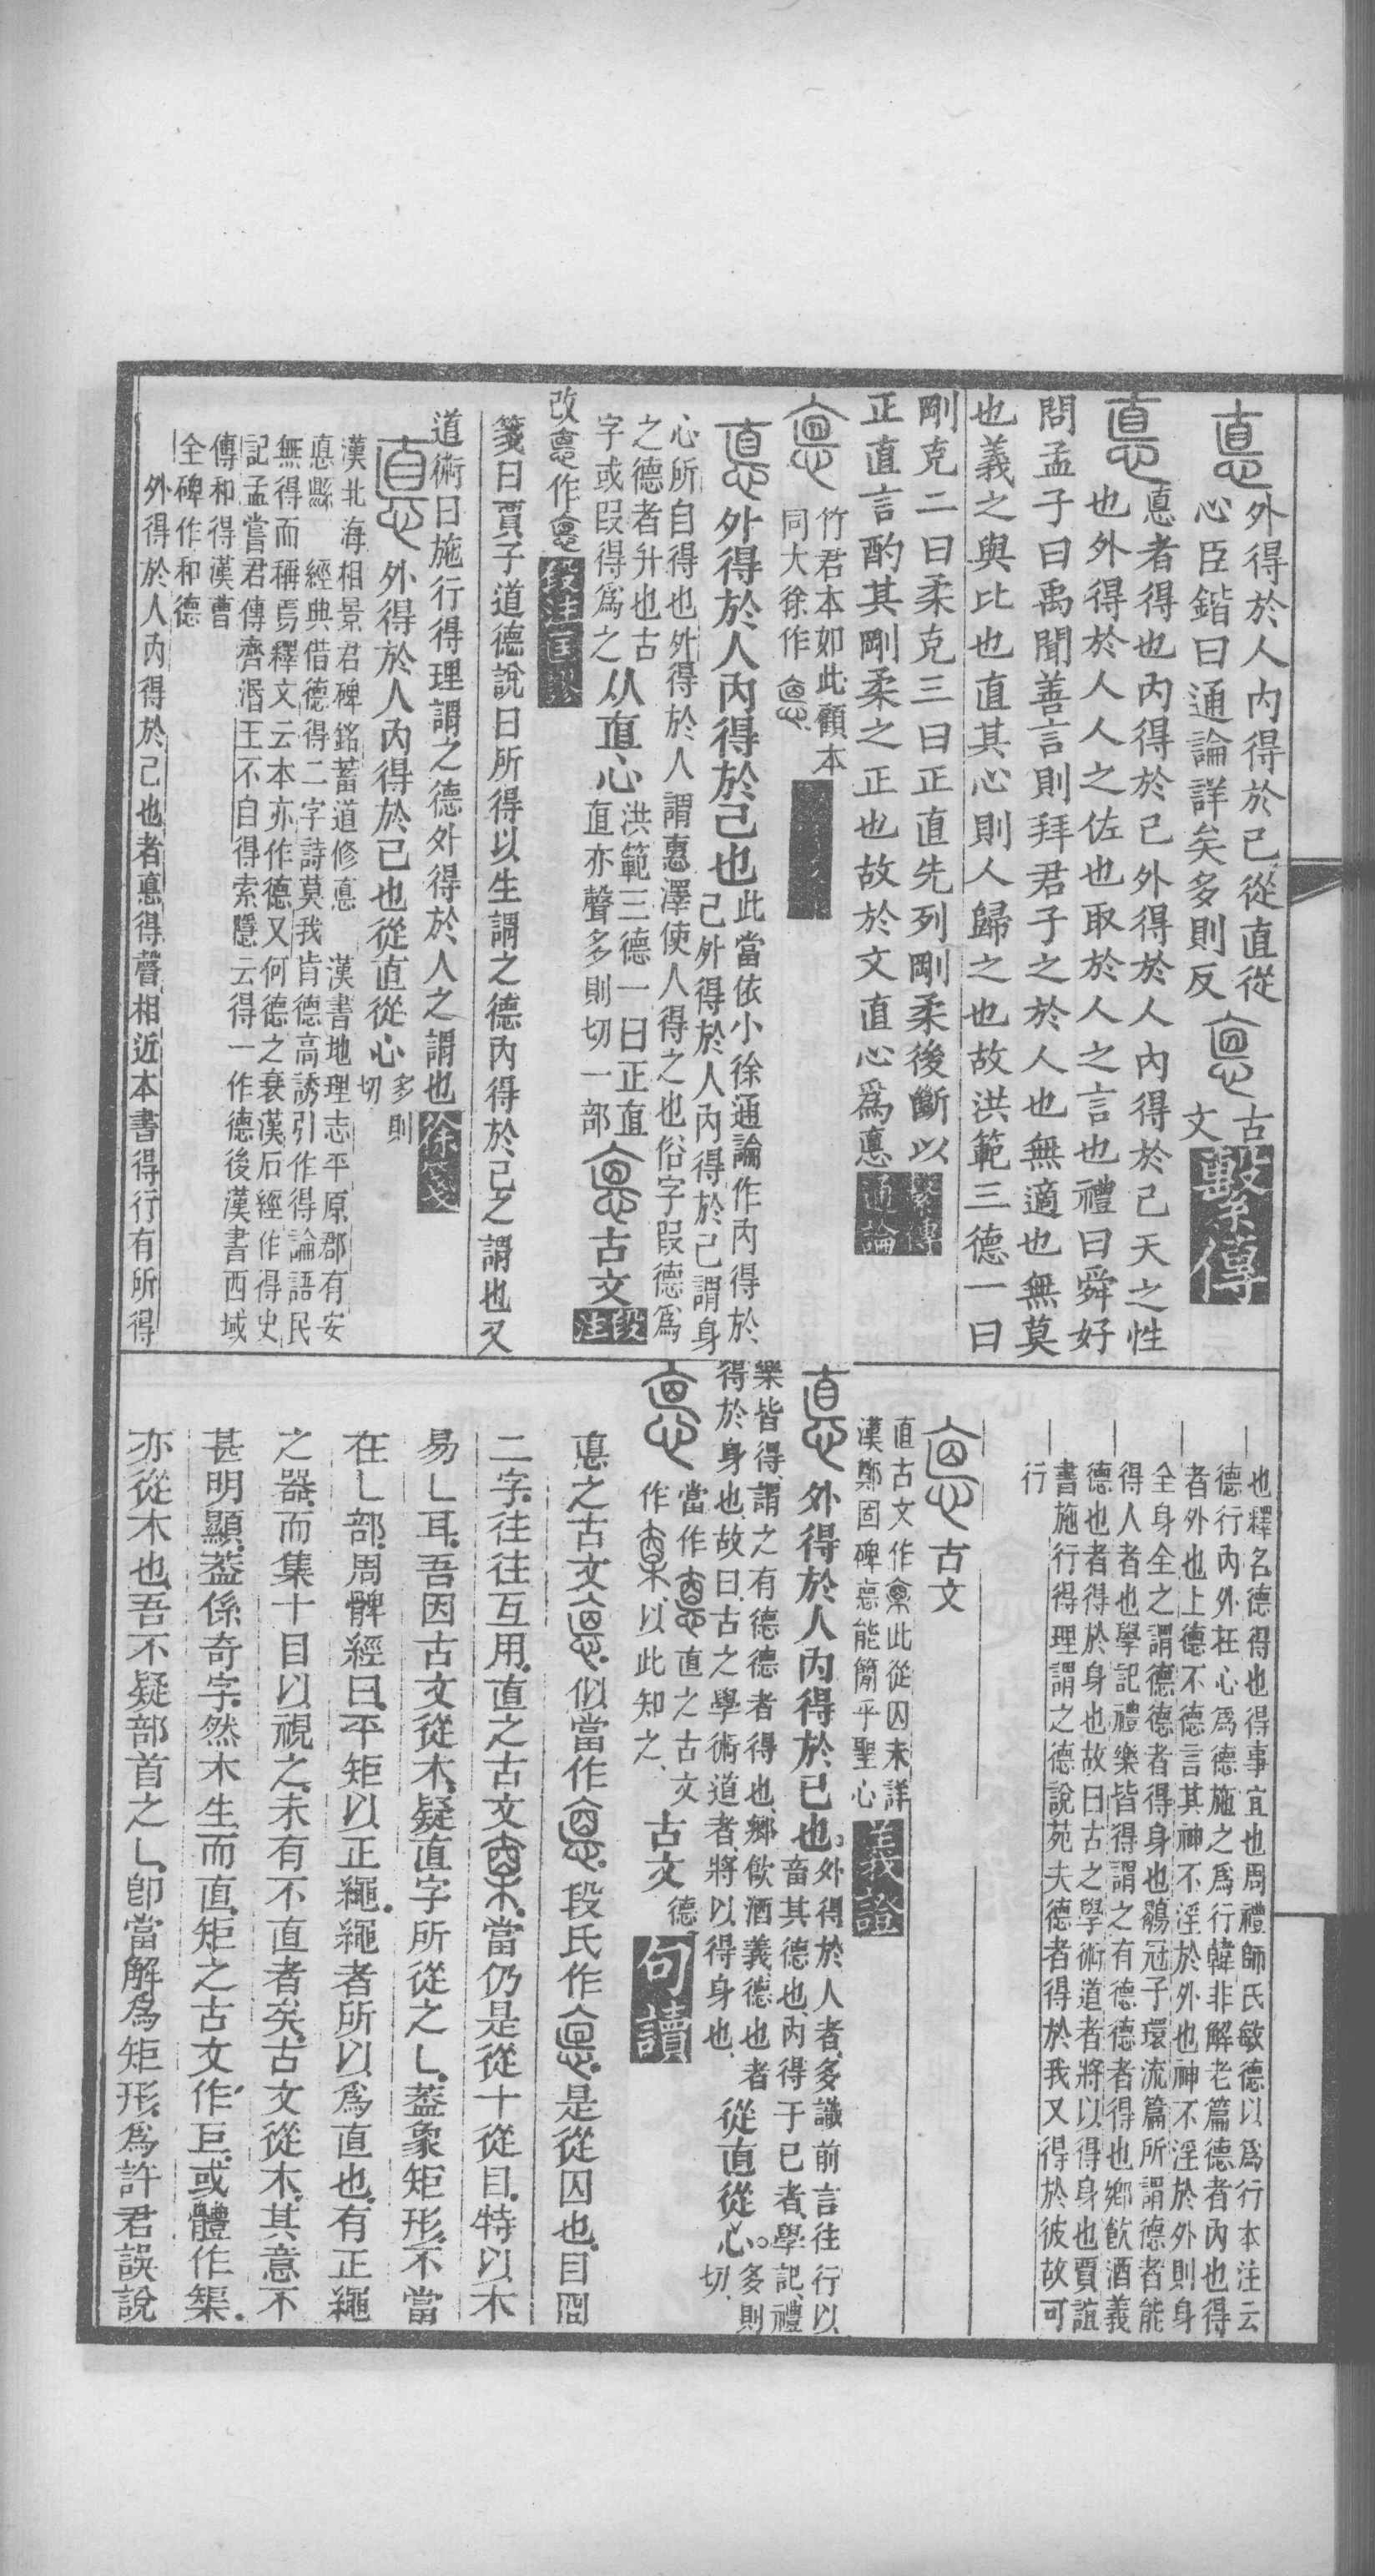 悳外得於人内得於己從直從
心臣鍇曰通論詳矣多則反
古文
繫傳
悳悳者得也内得於己外得於人内得於己天之性
也外得於人人之佐也取於人之言也禮曰舜好
問孟子曰禹聞善言則拜君子之於人也無適也無莫
也義之與比也直其心則人歸之也故洪範三德一曰
剛克二曰柔克三曰正直先列剛柔後斷以
正直言酌其剛柔之正也故於文直心爲悳
繫傳通論
竹君本如此顧本
同大徐作
悳外得於人内得於己也
此當依小徐通論作内得於
己外得於人内得於己謂身
心所自得也外得於人謂惠澤使人得之也俗字叚德爲
之德者升也古
字或叚得爲之
从直心
洪範三德一曰正直
直亦聲多則切一部
古文
段注
改悳作
段注匡謬
箋曰賈子道德說曰所得以生謂之德内得於己之謂也又
道術曰施行得理謂之德外得於人之謂也
徐箋
悳外得於人内得於己也從直從心
多則切
漢北海相景君碑銘蓄道修悳 漢書地理志平原郡有安
悳縣 經典借德得二字詩莫我肯德高誘引作得論語民
無得而稱焉釋文云本亦作德又何德之衰漢石經作得史
記孟嘗君傳齊湣王不自得索隱云得一作德後漢書西域
傳和得漢曹
全碑作和德
外得於人内得於己也者悳得聲相近本書得行有所得
也釋名德得也得事宜也周禮師氏敏德以爲行本注云
德行内外在心爲德施之爲行韓非解老篇德者内也得
者外也上德不德言其神不淫於外也神不淫於外則身
全身全之謂德德者得身也鶡冠子環流篇所謂德者能
得人者也學記禮樂皆得謂之有德德者得也鄉飲酒義
德也者得於身也故曰古之學術道者將以得身也賈誼
書施行得理謂之德說苑夫德者得於我又得於彼故可
行
古文
直古文作此從囚未詳
漢鄭固碑悳能簡乎聖心
義證
悳外得於人内得於已也。
外得於人者、多識前言往行以
畜其德也、内得于已者、學記、禮
樂皆得、謂之有德德者得也、鄉飲酒義德也者
得於身也、故曰、古之學術道者、將以得身也、
從直從心。
多則切、
當作直之古文
作以此知之、
古文德
句讀
悳之古文似當作段氏作是從囚也、目囧
二字、往往互用、直之古文當仍是從十從目、特以木
易乚耳、吾因古文從木、疑直字所從之乚、葢象矩形、不當
在乚部、周髀經曰、平矩以正繩、繩者所以爲直也、有正繩
之器、而集十目以視之、未有不直者矣、古文從木、其意不
甚明顯、葢係奇字、然木生而直、矩之古文作巨、或體作榘、
亦從木也、吾不疑部首之乚、卽當解爲矩形、爲許君誤說